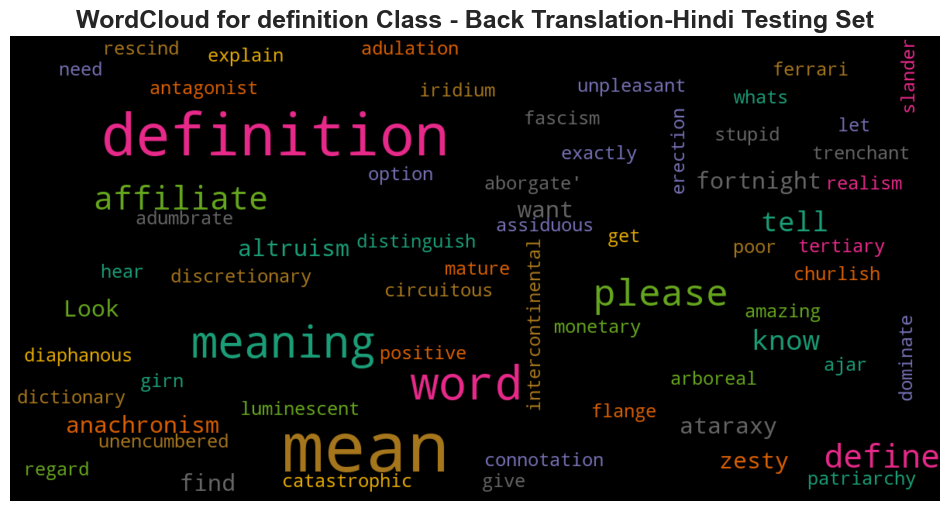 WordCloud for definition Class - Back Translation-Hindi Testing Set
rescind
explain
adulation
need
antagonist
iridium
unpleasant
whats
ferrari
slander
definition
fascism
erection
stupid
let
exactly
trenchant
option
aborgate'
fortnight
realism
affiliate
adumbrate
want
assiduous
tell
altruism
distinguish
get
poor
tertiary
hear
discretionary
mature
circuitous
intercontinental
please
churlish
Look
monetary
amazing
know
dominate
meaning
diaphanous
positive
ajar
girn
word
arboreal
dictionary
luminescent
flange
anachronism
unencumbered
mean
ataraxy
regard
find
catastrophic
connotation
give
zesty
define
patriarchy